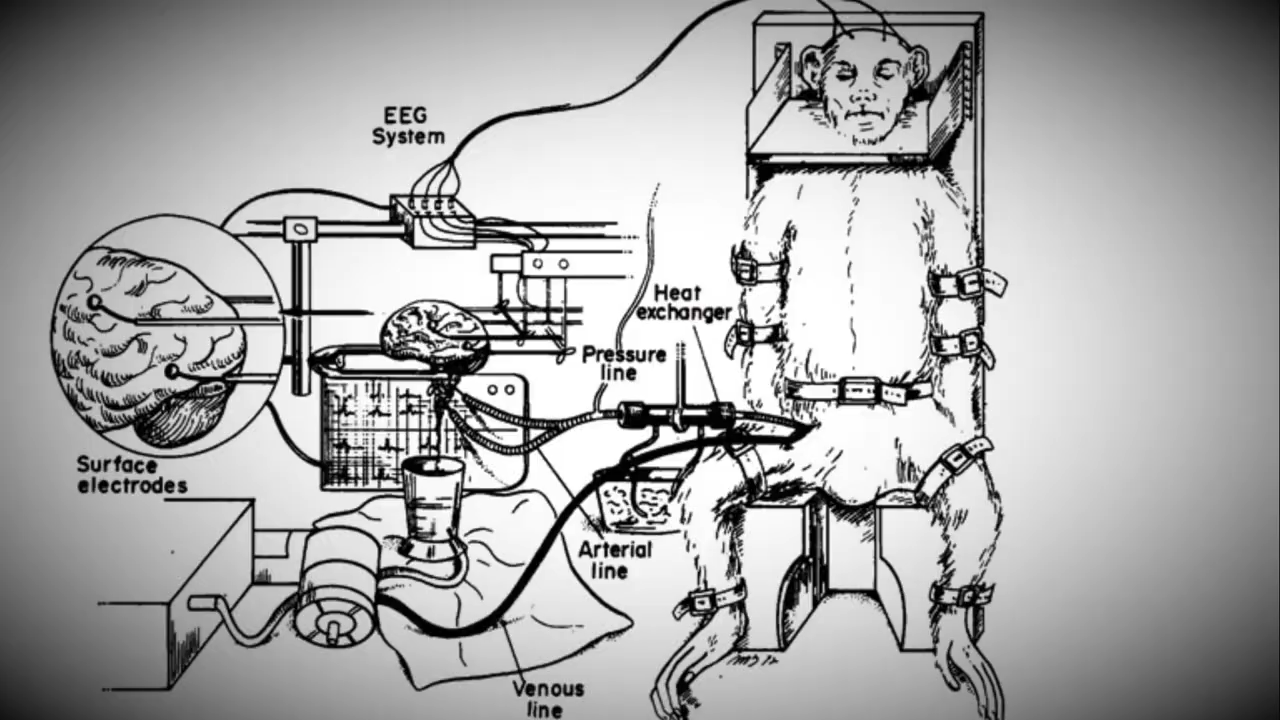 EEG
System
Heat
exchanger
Pressure
line
Surface
electrodes
Arterial
line
Venous
line